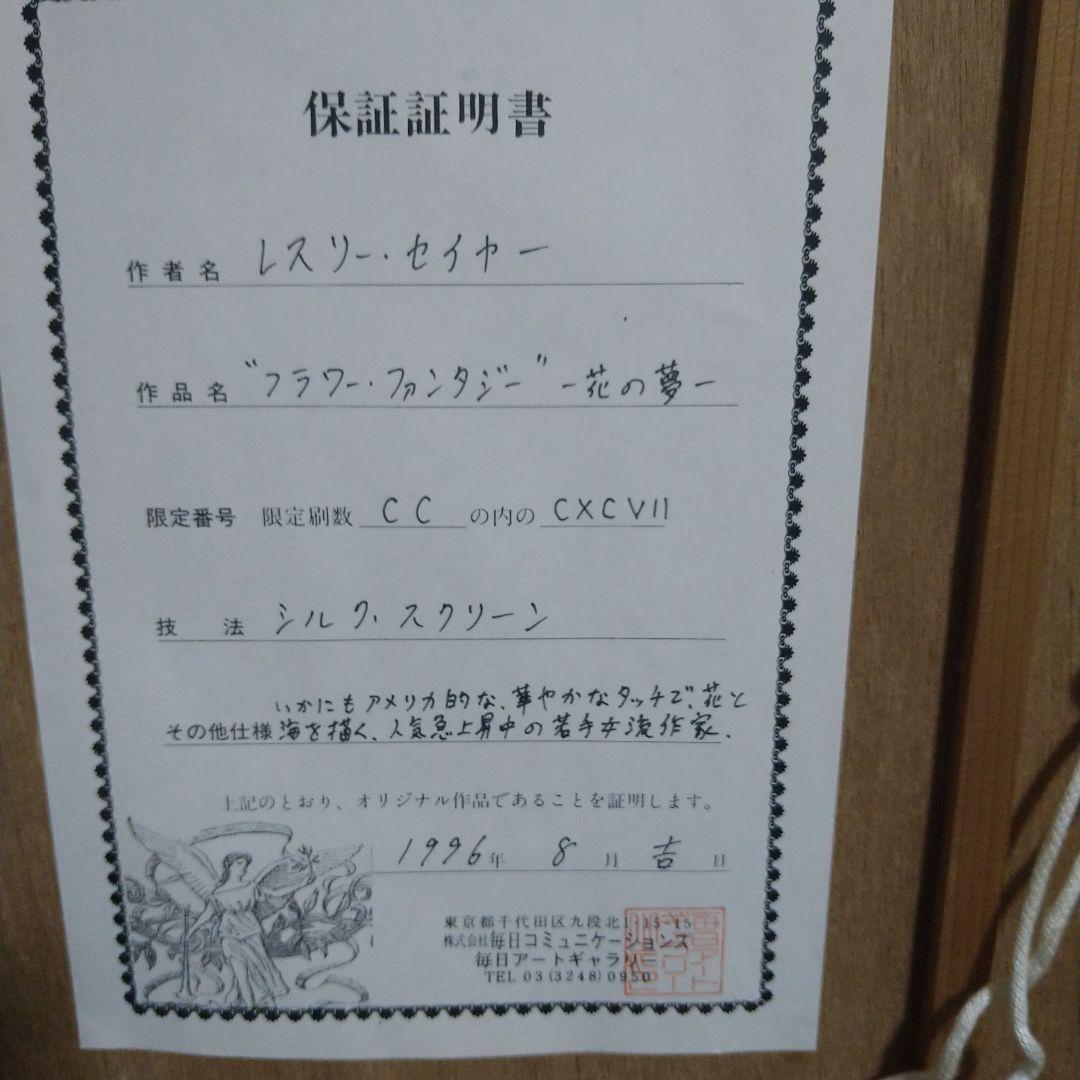 保証証明書
作者名 レスリー・セイヤー
作品名 “フラワー・ファンタジー” －花の夢－
限定番号 限定刷数 CC の内の CXCVII
技法 シルク・スクリーン
いかにもアメリカ的な、華やかなタッチで、花と
その他仕様 海を描く、人気急上昇中の若手女流作家.
上記のとおり、オリジナル作品であることを証明します。
1996年 8月 吉日
東京都千代田区九段北1-15-15
株式会社毎日コミュニケーションズ
毎日アートギャラリー
TEL 03(3248)0950